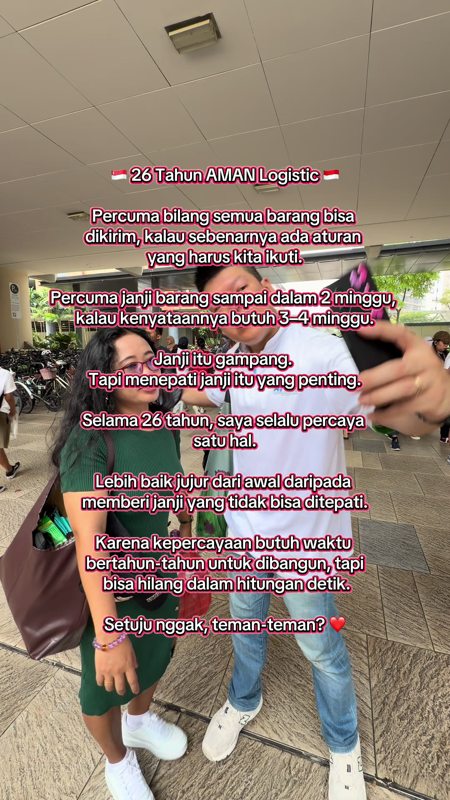 🇸🇬 26 Tahun AMAN Logistic 🇮🇩
Percuma bilang semua barang bisa
dikirim, kalau sebenarnya ada aturan
yang harus kita ikuti.
Percuma janji barang sampai dalam 2 minggu,
kalau kenyataannya butuh 3–4 minggu.
Janji itu gampang.
Tapi menepati janji itu yang penting.
Selama 26 tahun, saya selalu percaya
satu hal.
Lebih baik jujur dari awal daripada
memberi janji yang tidak bisa ditepati.
Karena kepercayaan butuh waktu
bertahun-tahun untuk dibangun, tapi
bisa hilang dalam hitungan detik.
Setuju nggak, teman-teman? ❤️